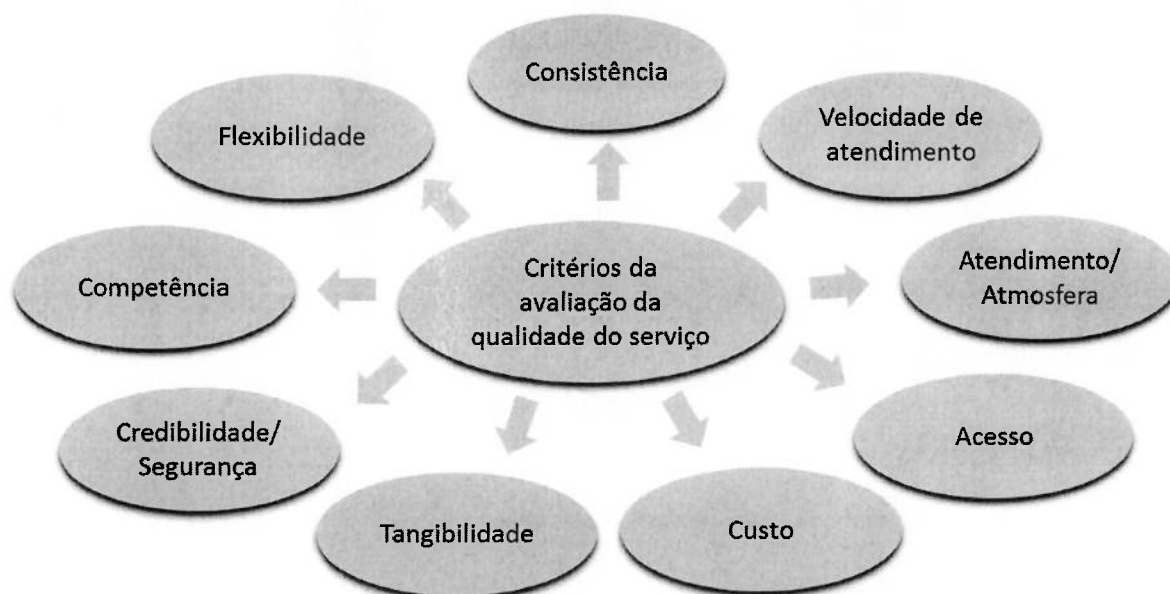 Consistência
Velocidade de
atendimento
Flexibilidade
Atendimento/
Atmosfera
Competência
Critérios da
avaliação da
qualidade do serviço
Credibilidade/
Segurança
Acesso
Tangibilidade
Custo